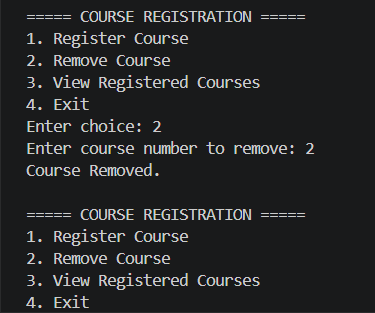 ===== COURSE REGISTRATION =====
1. Register Course
2. Remove Course
3. View Registered Courses
4. Exit
Enter choice: 2
Enter course number to remove: 2
Course Removed.

===== COURSE REGISTRATION =====
1. Register Course
2. Remove Course
3. View Registered Courses
4. Exit